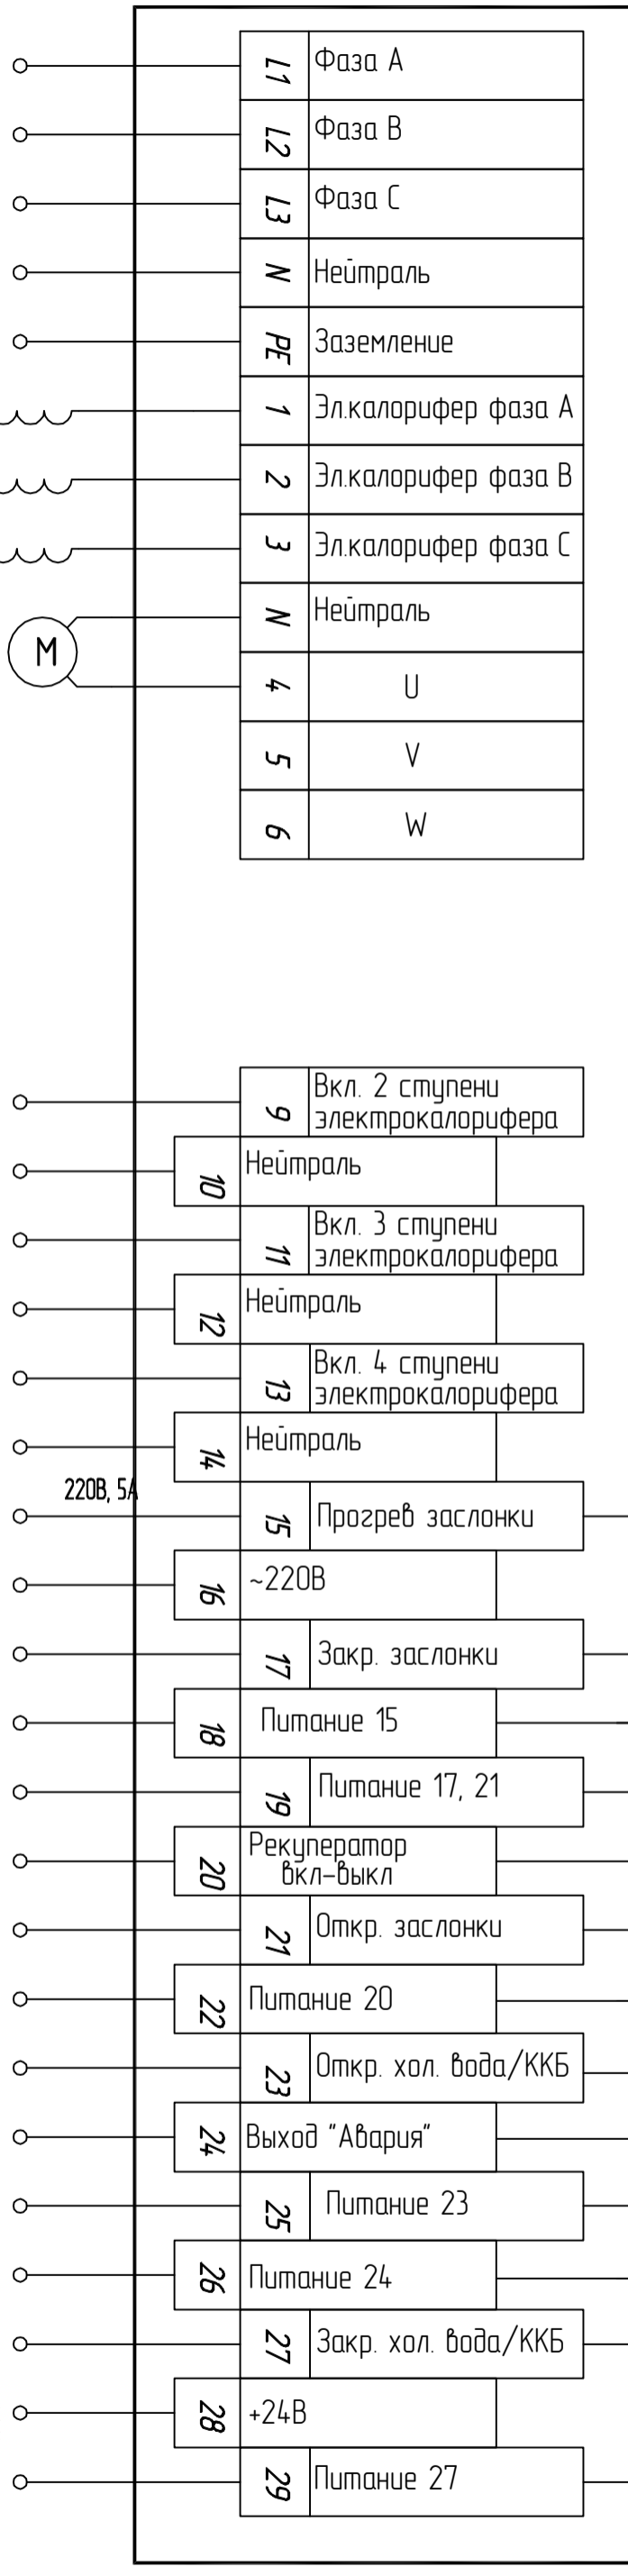 L1 Фаза А
L2 Фаза В
L3 Фаза С
N Нейтраль
PE Заземление
1 Эл.калорифер фаза А
2 Эл.калорифер фаза В
3 Эл.калорифер фаза С
N Нейтраль
M
4 U
5 V
6 W
9 Вкл. 2 ступени
электрокалорифера
10 Нейтраль
11 Вкл. 3 ступени
электрокалорифера
12 Нейтраль
13 Вкл. 4 ступени
электрокалорифера
14 Нейтраль
220В, 5А
15 Прогрев заслонки
16 ~220В
17 Закр. заслонки
18 Питание 15
19 Питание 17, 21
20 Рекуператор
вкл-выкл
21 Откр. заслонки
22 Питание 20
23 Откр. хол. вода/ККБ
24 Выход "Авария"
25 Питание 23
26 Питание 24
27 Закр. хол. вода/ККБ
28 +24В
29 Питание 27